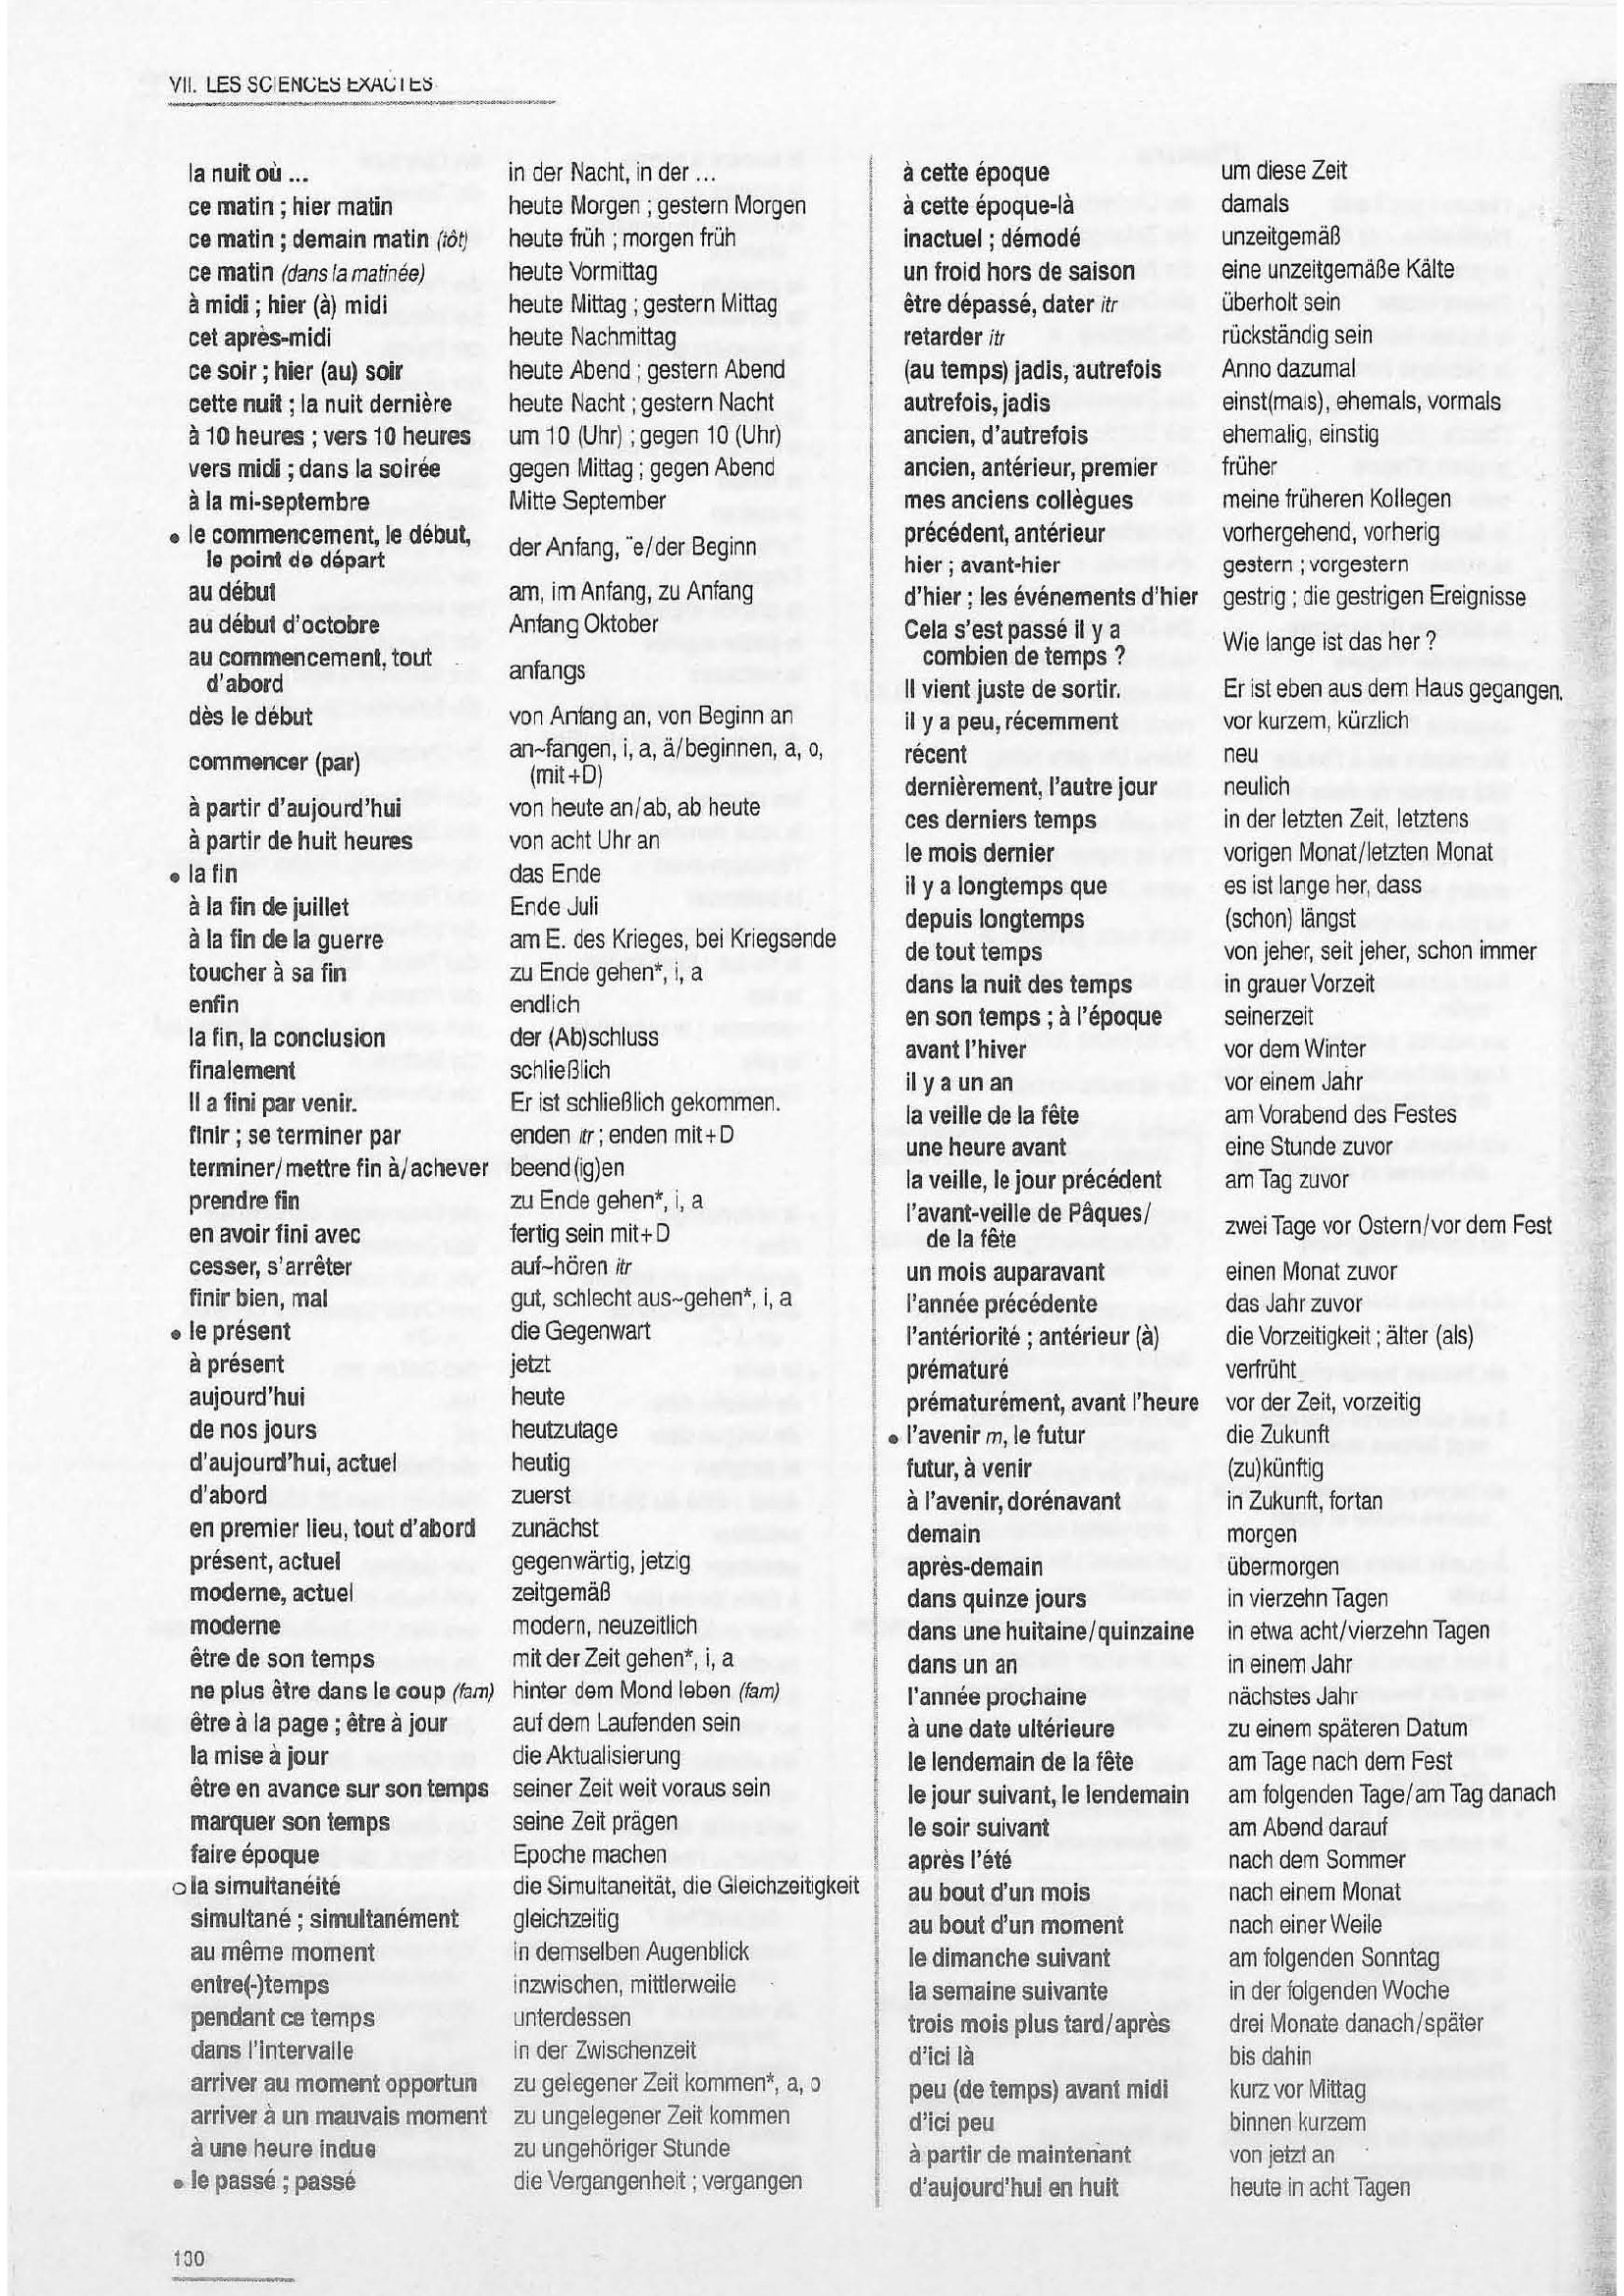 VII. LES SCIENCES EXACTES
la nuit où ... in der Nacht, in der ...
ce matin ; hier matin heute Morgen ; gestern Morgen
ce matin ; demain matin (tôt) heute früh ; morgen früh
ce matin (dans la matinée) heute Vormittag
à midi ; hier (à) midi heute Mittag ; gestern Mittag
cet après-midi heute Nachmittag
ce soir ; hier (au) soir heute Abend ; gestern Abend
cette nuit ; la nuit dernière heute Nacht ; gestern Nacht
à 10 heures ; vers 10 heures um 10 (Uhr) ; gegen 10 (Uhr)
vers midi ; dans la soirée gegen Mittag ; gegen Abend
à la mi-septembre Mitte September
• le commencement, le début,
le point de départ der Anfang, ¨e/der Beginn
au début am, im Anfang, zu Anfang
au début d'octobre Anfang Oktober
au commencement, tout
d'abord anfangs
dès le début von Anfang an, von Beginn an
commencer (par) an~fangen, i, a, ä/beginnen, a, o,
(mit+D)
à partir d'aujourd'hui von heute an/ab, ab heute
à partir de huit heures von acht Uhr an
• la fin das Ende
à la fin de juillet Ende Juli
à la fin de la guerre am E. des Krieges, bei Kriegsende
toucher à sa fin zu Ende gehen*, i, a
enfin endlich
la fin, la conclusion der (Ab)schluss
finalement schließlich
Il a fini par venir. Er ist schließlich gekommen.
finir ; se terminer par enden itr ; enden mit+D
terminer/mettre fin à/achever beend(ig)en
prendre fin zu Ende gehen*, i, a
en avoir fini avec fertig sein mit+D
cesser, s'arrêter auf~hören itr
finir bien, mal gut, schlecht aus~gehen*, i, a
• le présent die Gegenwart
à présent jetzt
aujourd'hui heute
de nos jours heutzutage
d'aujourd'hui, actuel heutig
d'abord zuerst
en premier lieu, tout d'abord zunächst
présent, actuel gegenwärtig, jetzig
moderne, actuel zeitgemäß
moderne modern, neuzeitlich
être de son temps mit der Zeit gehen*, i, a
ne plus être dans le coup (fam) hinter dem Mond leben (fam)
être à la page ; être à jour auf dem Laufenden sein
la mise à jour die Aktualisierung
être en avance sur son temps seiner Zeit weit voraus sein
marquer son temps seine Zeit prägen
faire époque Epoche machen
○ la simultanéité die Simultaneität, die Gleichzeitigkeit
simultané ; simultanément gleichzeitig
au même moment in demselben Augenblick
entre(-)temps inzwischen, mittlerweile
pendant ce temps unterdessen
dans l'intervalle in der Zwischenzeit
arriver au moment opportun zu gelegener Zeit kommen*, a, o
arriver à un mauvais moment zu ungelegener Zeit kommen
à une heure indue zu ungehöriger Stunde
• le passé ; passé die Vergangenheit ; vergangen
à cette époque um diese Zeit
à cette époque-là damals
inactuel ; démodé unzeitgemäß
un froid hors de saison eine unzeitgemäße Kälte
être dépassé, dater itr überholt sein
retarder itr rückständig sein
(au temps) jadis, autrefois Anno dazumal
autrefois, jadis einst(mals), ehemals, vormals
ancien, d'autrefois ehemalig, einstig
ancien, antérieur, premier früher
mes anciens collègues meine früheren Kollegen
précédent, antérieur vorhergehend, vorherig
hier ; avant-hier gestern ; vorgestern
d'hier ; les événements d'hier gestrig ; die gestrigen Ereignisse
Cela s'est passé il y a
combien de temps ? Wie lange ist das her ?
Il vient juste de sortir. Er ist eben aus dem Haus gegangen.
il y a peu, récemment vor kurzem, kürzlich
récent neu
dernièrement, l'autre jour neulich
ces derniers temps in der letzten Zeit, letztens
le mois dernier vorigen Monat/letzten Monat
il y a longtemps que es ist lange her, dass
depuis longtemps (schon) längst
de tout temps von jeher, seit jeher, schon immer
dans la nuit des temps in grauer Vorzeit
en son temps ; à l'époque seinerzeit
avant l'hiver vor dem Winter
il y a un an vor einem Jahr
la veille de la fête am Vorabend des Festes
une heure avant eine Stunde zuvor
la veille, le jour précédent am Tag zuvor
l'avant-veille de Pâques/
de la fête zwei Tage vor Ostern/vor dem Fest
un mois auparavant einen Monat zuvor
l'année précédente das Jahr zuvor
l'antériorité ; antérieur (à) die Vorzeitigkeit ; älter (als)
prématuré verfrüht
prématurément, avant l'heure vor der Zeit, vorzeitig
• l'avenir m, le futur die Zukunft
futur, à venir (zu)künftig
à l'avenir, dorénavant in Zukunft, fortan
demain morgen
après-demain übermorgen
dans quinze jours in vierzehn Tagen
dans une huitaine/quinzaine in etwa acht/vierzehn Tagen
dans un an in einem Jahr
l'année prochaine nächstes Jahr
à une date ultérieure zu einem späteren Datum
le lendemain de la fête am Tage nach dem Fest
le jour suivant, le lendemain am folgenden Tage/am Tag danach
le soir suivant am Abend darauf
après l'été nach dem Sommer
au bout d'un mois nach einem Monat
au bout d'un moment nach einer Weile
le dimanche suivant am folgenden Sonntag
la semaine suivante in der folgenden Woche
trois mois plus tard/après drei Monate danach/später
d'ici là bis dahin
peu (de temps) avant midi kurz vor Mittag
d'ici peu binnen kurzem
à partir de maintenant von jetzt an
d'aujourd'hui en huit heute in acht Tagen
130